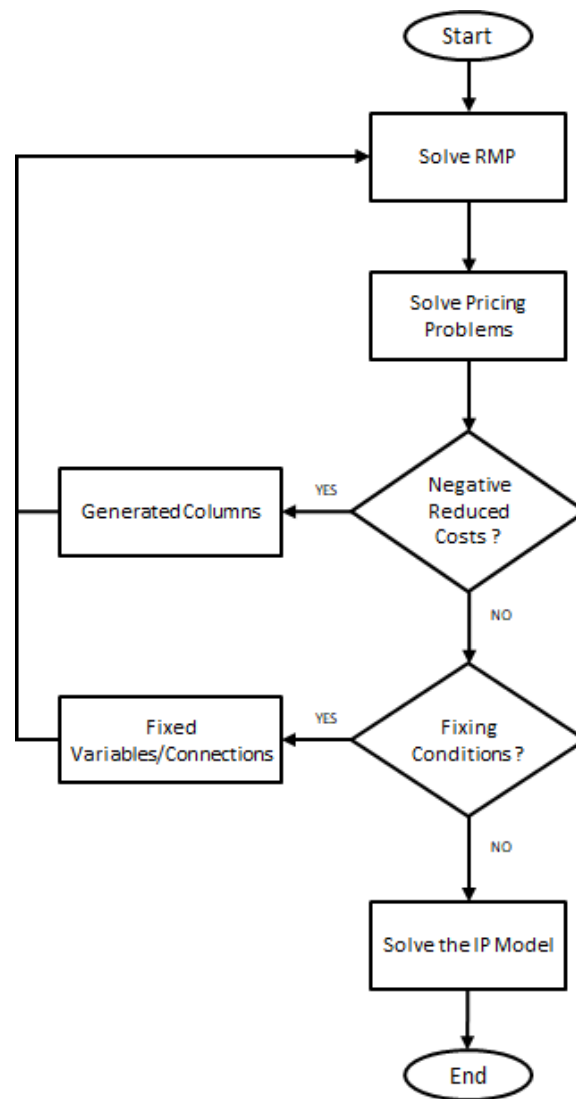 Start
Solve RMP
Solve Pricing
Problems
Negative
Reduced
Costs ?
YES
Generated Columns
NO
Fixing
Conditions ?
YES
Fixed
Variables/Connections
NO
Solve the IP Model
End